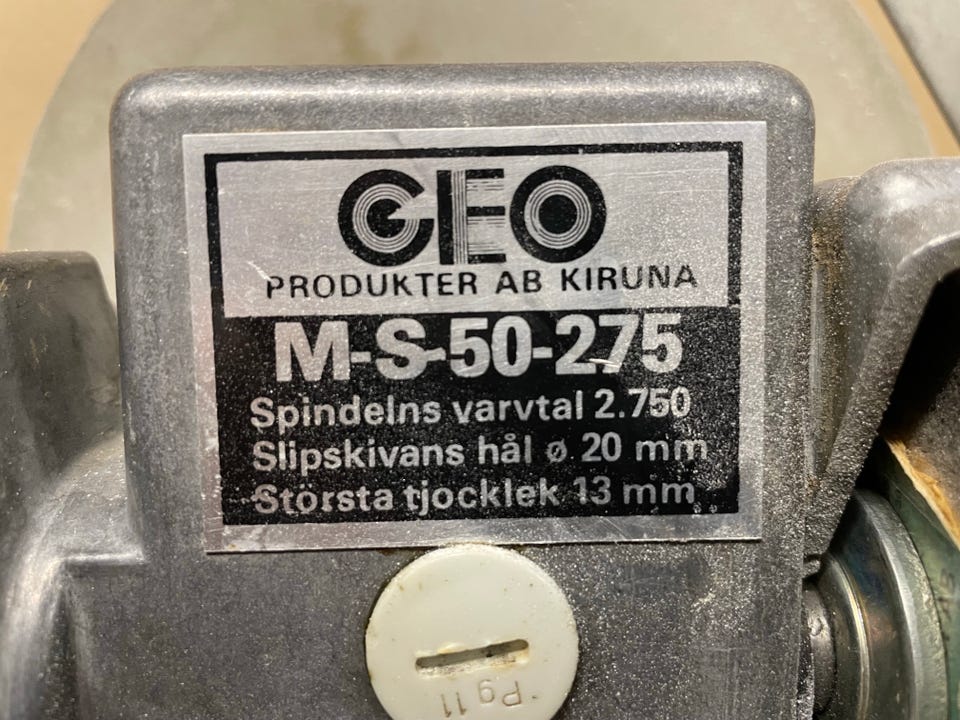 GEO
PRODUKTER AB KIRUNA
M-S-50-275
Spindelns varvtal 2.750
Slipskivans hål ø 20 mm
Största tjocklek 13 mm
Pg 11